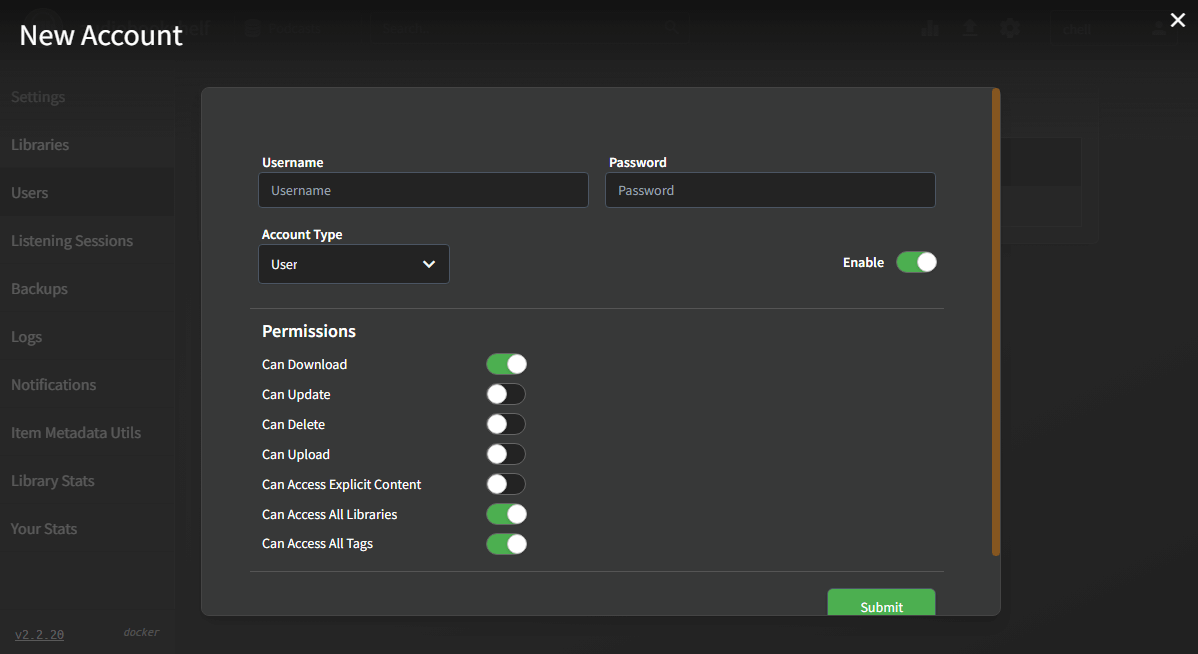 New Account
Settings
Libraries
Users
Listening Sessions
Backups
Logs
Notifications
Item Metadata Utils
Library Stats
Your Stats
v2.2.20 docker
Username Password
Username Password
Account Type
User
Enable
Permissions
Can Download
Can Update
Can Delete
Can Upload
Can Access Explicit Content
Can Access All Libraries
Can Access All Tags
Submit